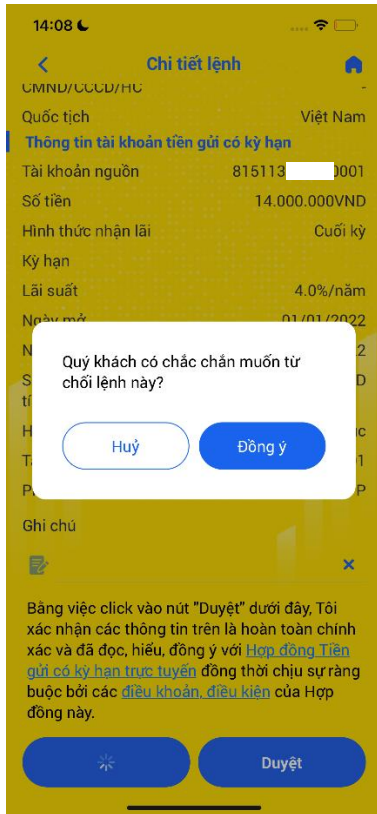 14:08
Chi tiết lệnh
CMND/CCCD/HC -
Quốc tịch Việt Nam
Thông tin tài khoản tiền gửi có kỳ hạn
Tài khoản nguồn 815113 0001
Số tiền 14.000.000VND
Hình thức nhận lãi Cuối kỳ
Kỳ hạn
Lãi suất 4.0%/năm
Ngày mở 01/01/2022
Quý khách có chắc chắn muốn từ
chối lệnh này?
Huỷ Đồng ý
Ghi chú
Bằng việc click vào nút "Duyệt" dưới đây, Tôi
xác nhận các thông tin trên là hoàn toàn chính
xác và đã đọc, hiểu, đồng ý với Hợp đồng Tiền
gửi có kỳ hạn trực tuyến đồng thời chịu sự ràng
buộc bởi các điều khoản, điều kiện của Hợp
đồng này.
Duyệt